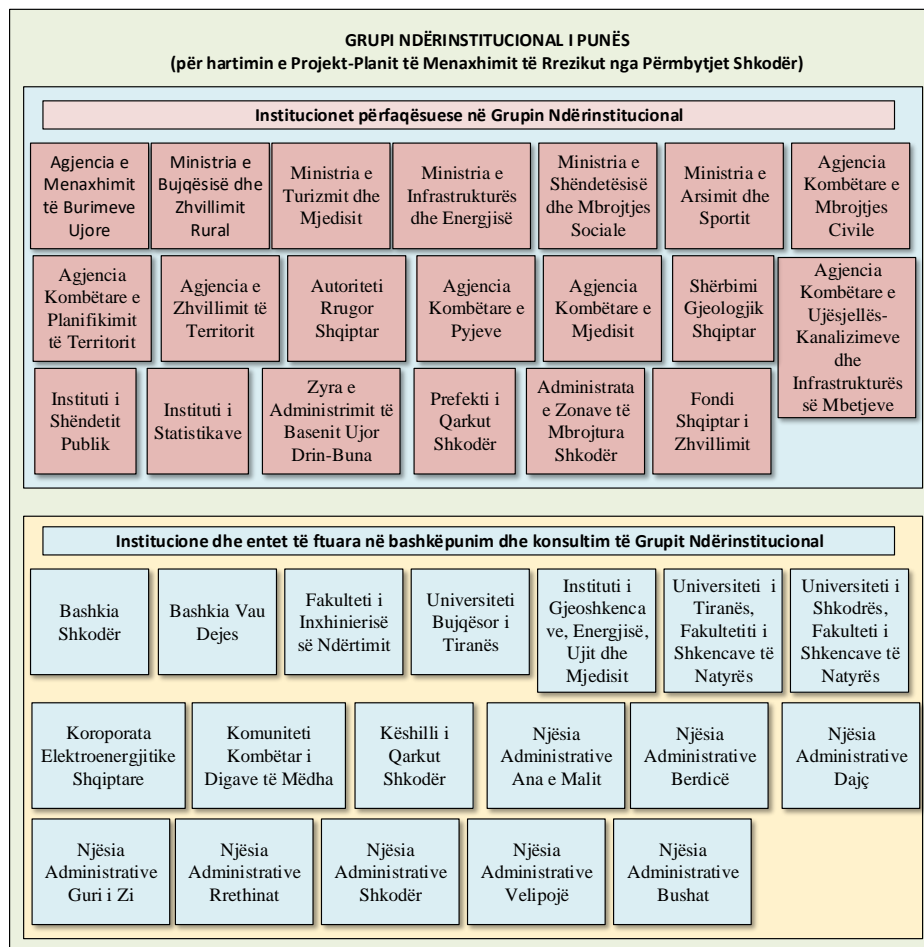 GRUPI NDËRINSTITUCIONAL I PUNËS
(për hartimin e Projekt-Planit të Menaxhimit të Rrezikut nga Përmbytjet Shkodër)
Institucionet përfaqësuese në Grupin Ndërinstitucional
Agjencia e
Menaxhimit
të Burimeve
Ujore
Ministria e
Bujqësisë dhe
Zhvillimit
Rural
Ministria e
Turizmit dhe
Mjedisit
Ministria e
Infrastrukturës
dhe Energjisë
Ministria e
Shëndetësisë
dhe Mbrojtjes
Sociale
Ministria e
Arsimit dhe
Sportit
Agjencia
Kombëtare e
Mbrojtjes
Civile
Agjencia
Kombëtare e
Planifikimit
të Territorit
Agjencia e
Zhvillimit të
Territorit
Autoriteti
Rrugor
Shqiptar
Agjencia
Kombëtare e
Pyjeve
Agjencia
Kombëtare e
Mjedisit
Shërbimi
Gjeologjik
Shqiptar
Agjencia
Kombëtare e
Ujësjellës-
Kanalizimeve
dhe
Infrastrukturës
së Mbetjeve
Instituti i
Shëndetit
Publik
Instituti i
Statistikave
Zyra e
Administrimit të
Basenit Ujor
Drin-Buna
Prefekti i
Qarkut
Shkodër
Administrata
e Zonave të
Mbrojtura
Shkodër
Fondi
Shqiptar i
Zhvillimit
Institucione dhe entet të ftuara në bashkëpunim dhe konsultim të Grupit Ndërinstitucional
Bashkia
Shkodër
Bashkia Vau
Dejes
Fakulteti i
Inxhinierisë
së Ndërtimit
Universiteti
Bujqësor i
Tiranës
Instituti i
Gjeoshkenca
ve, Energjisë,
Ujit dhe
Mjedisit
Universiteti i
Tiranës,
Fakultetiti i
Shkencave të
Natyrës
Universiteti i
Shkodrës,
Fakulteti i
Shkencave të
Natyrës
Koroporata
Elektroenergjitike
Shqiptare
Komuniteti
Kombëtar i
Digave të Mëdha
Këshilli i
Qarkut
Shkodër
Njësia
Administrative
Ana e Malit
Njësia
Administrative
Berdicë
Njësia
Administrative
Dajç
Njësia
Administrative
Guri i Zi
Njësia
Administrative
Rrethinat
Njësia
Administrative
Shkodër
Njësia
Administrative
Velipojë
Njësia
Administrative
Bushat